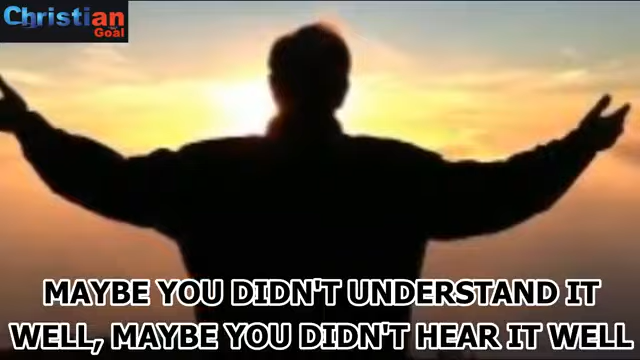 Christian
Goal
MAYBE YOU DIDN'T UNDERSTAND IT
WELL, MAYBE YOU DIDN'T HEAR IT WELL